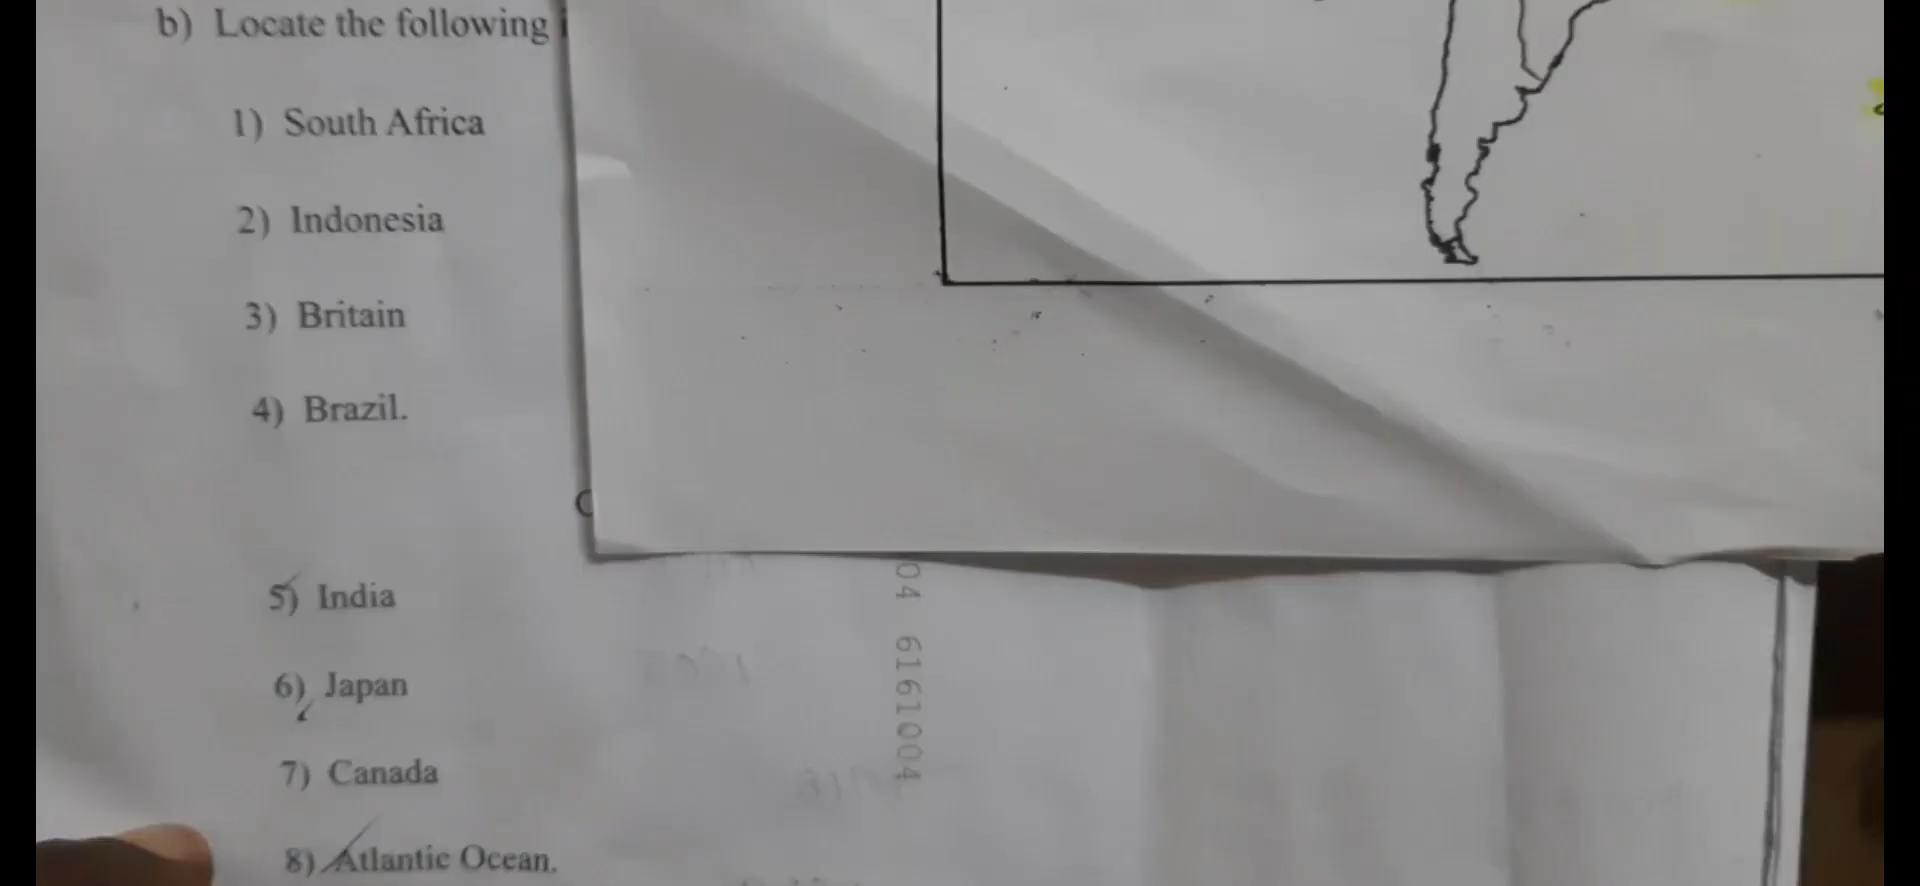 b) Locate the following
1) South Africa
2) Indonesia
3) Britain
4) Brazil.
5) India
6) Japan
7) Canada
8) Atlantic Ocean.
04 6161004